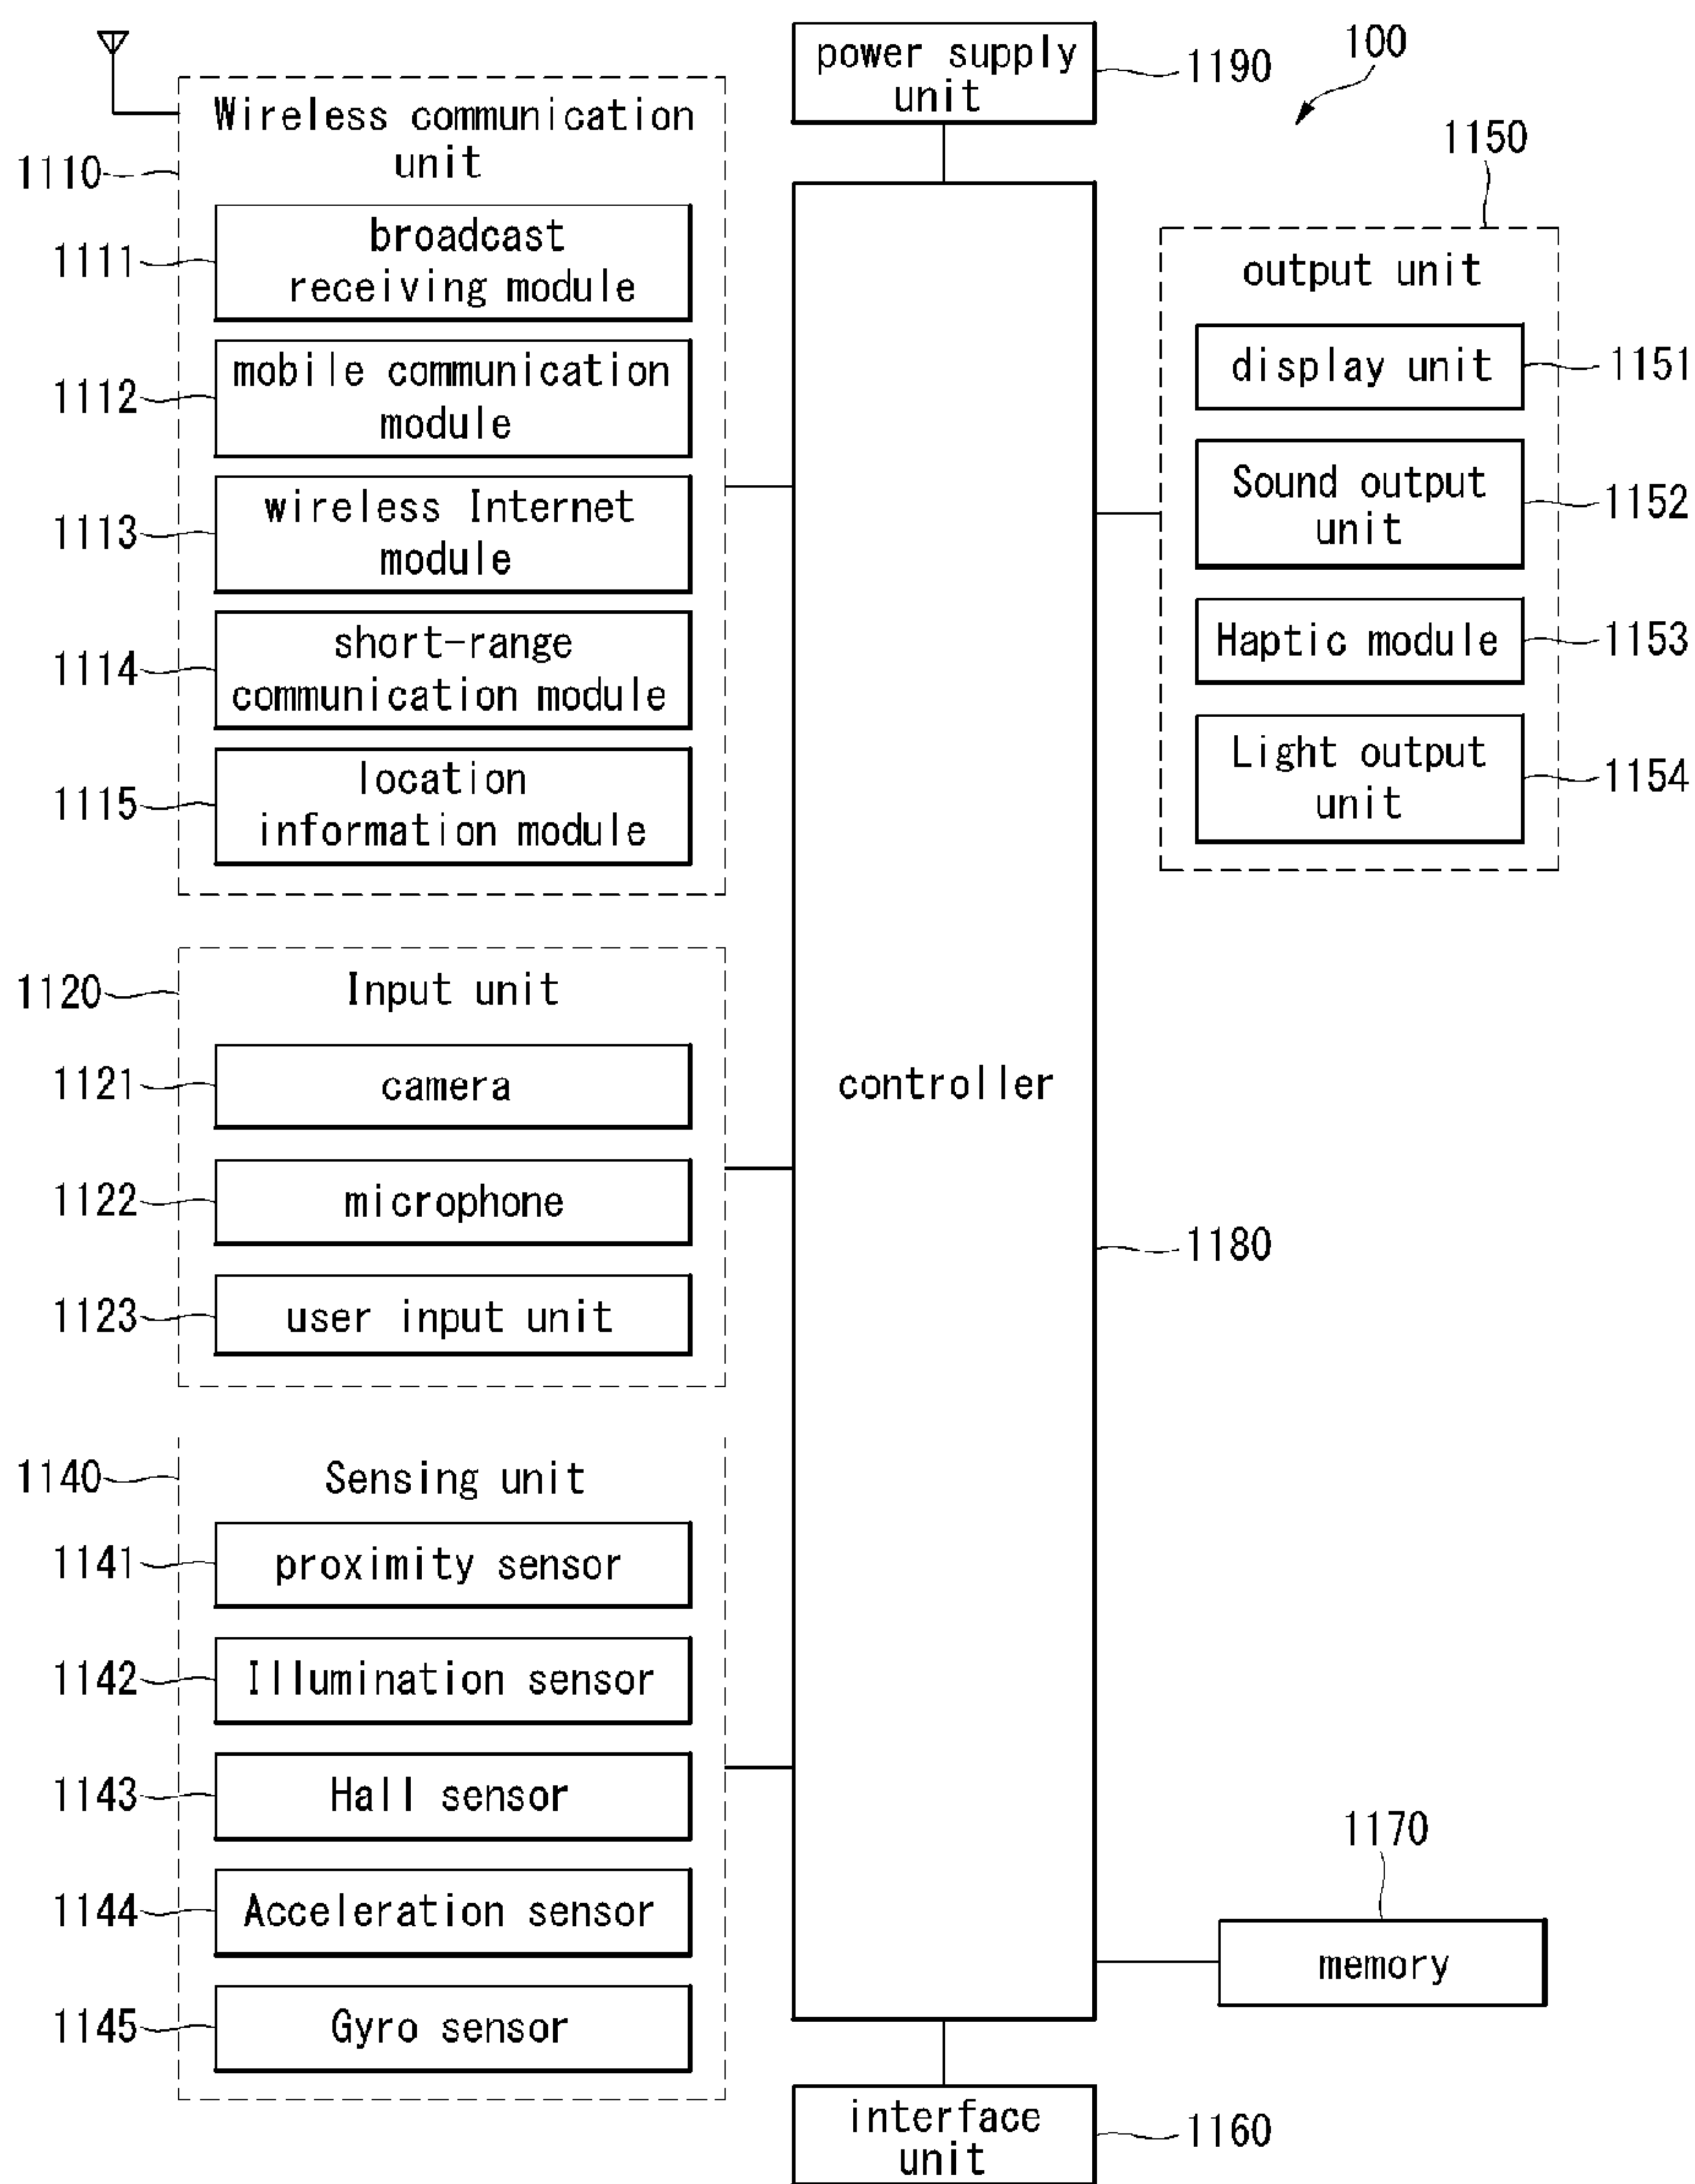 100
power supply
unit
1190
Wireless communication
unit
1110
broadcast
receiving module
1111
mobile communication
module
1112
wireless Internet
module
1113
short-range
communication module
1114
location
information module
1115
1150
output unit
display unit
1151
Sound output
unit
1152
Haptic module
1153
Light output
unit
1154
1120
Input unit
1121
camera
1122
microphone
1123
user input unit
controller
1180
1140
Sensing unit
1141
proximity sensor
1142
Illumination sensor
1143
Hall sensor
1144
Acceleration sensor
1145
Gyro sensor
1170
memory
interface
unit
1160